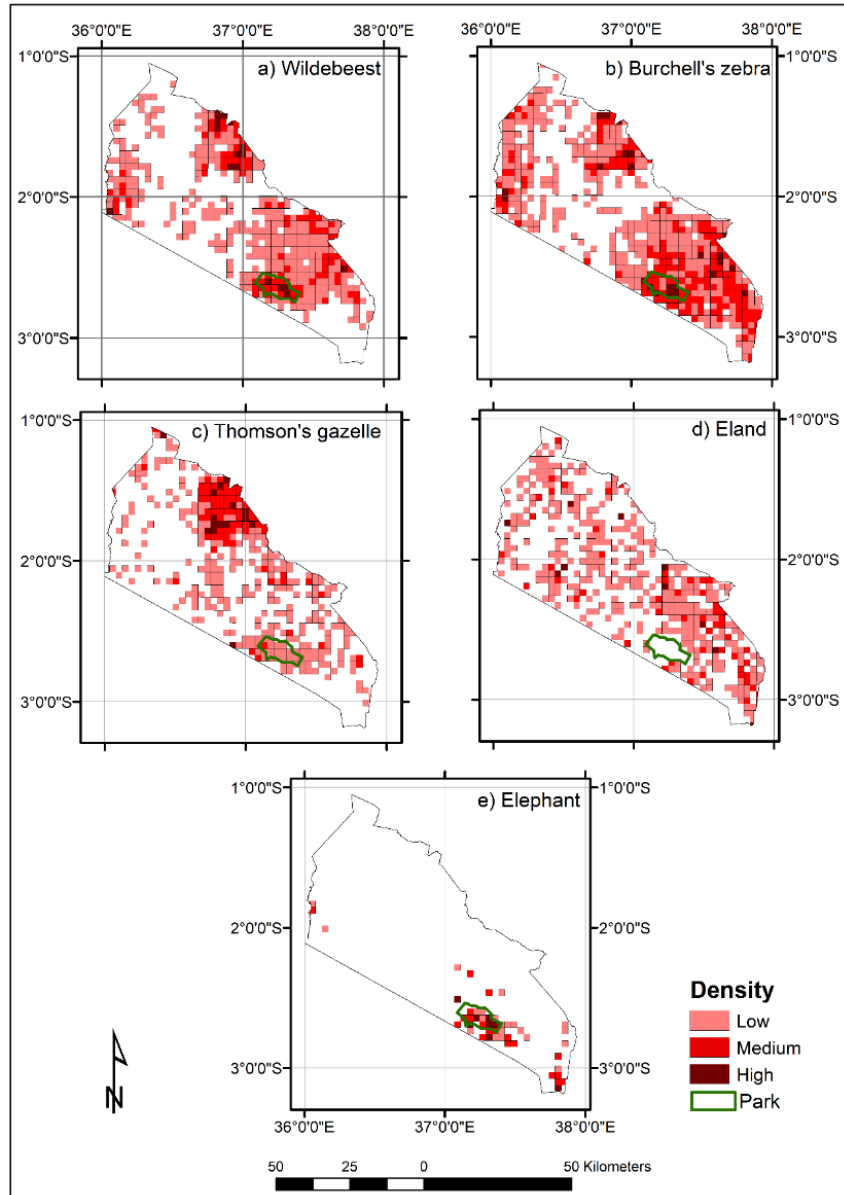 36°0'0"E 37°0'0"E 38°0'0"E
36°0'0"E 37°0'0"E 38°0'0"E
1°0'0"S
a) Wildebeest
b) Burchell's zebra
1°0'0"S
2°0'0"S
2°0'0"S
3°0'0"S
3°0'0"S
1°0'0"S
c) Thomson's gazelle
d) Eland
1°0'0"S
2°0'0"S
2°0'0"S
3°0'0"S
3°0'0"S
1°0'0"S
e) Elephant
1°0'0"S
2°0'0"S
2°0'0"S
3°0'0"S
3°0'0"S
36°0'0"E 37°0'0"E 38°0'0"E
Density
Low
Medium
High
Park
N
50 25 0 50 Kilometers